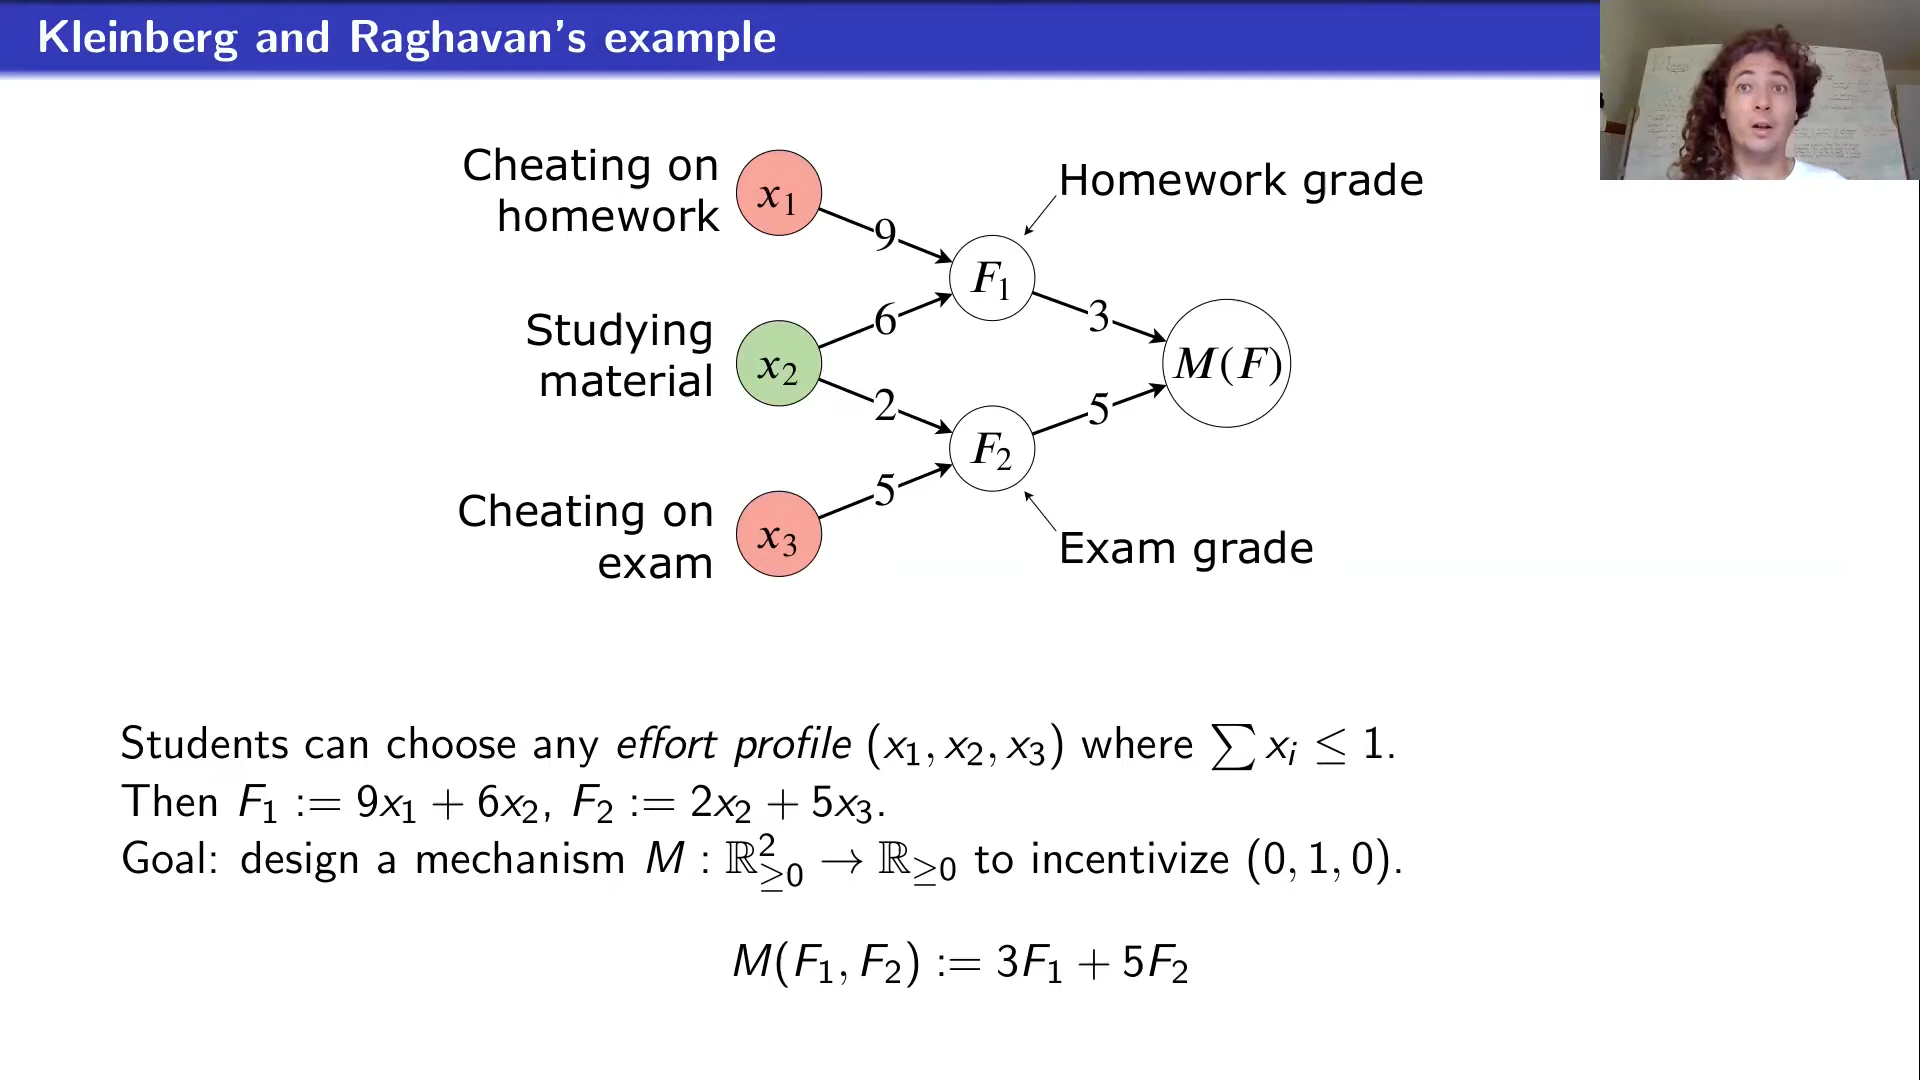 Kleinberg and Raghavan's example
Cheating on
homework
x₁
9
Homework grade
F₁
6
3
Studying
material
x₂
M(F)
2
5
F₂
5
Cheating on
exam
x₃
Exam grade
Students can choose any effort profile (x₁, x₂, x₃) where ∑ xᵢ ≤ 1.
Then F₁ := 9x₁ + 6x₂, F₂ := 2x₂ + 5x₃.
Goal: design a mechanism M : ℝ²≥0 → ℝ≥0 to incentivize (0, 1, 0).
M(F₁, F₂) := 3F₁ + 5F₂